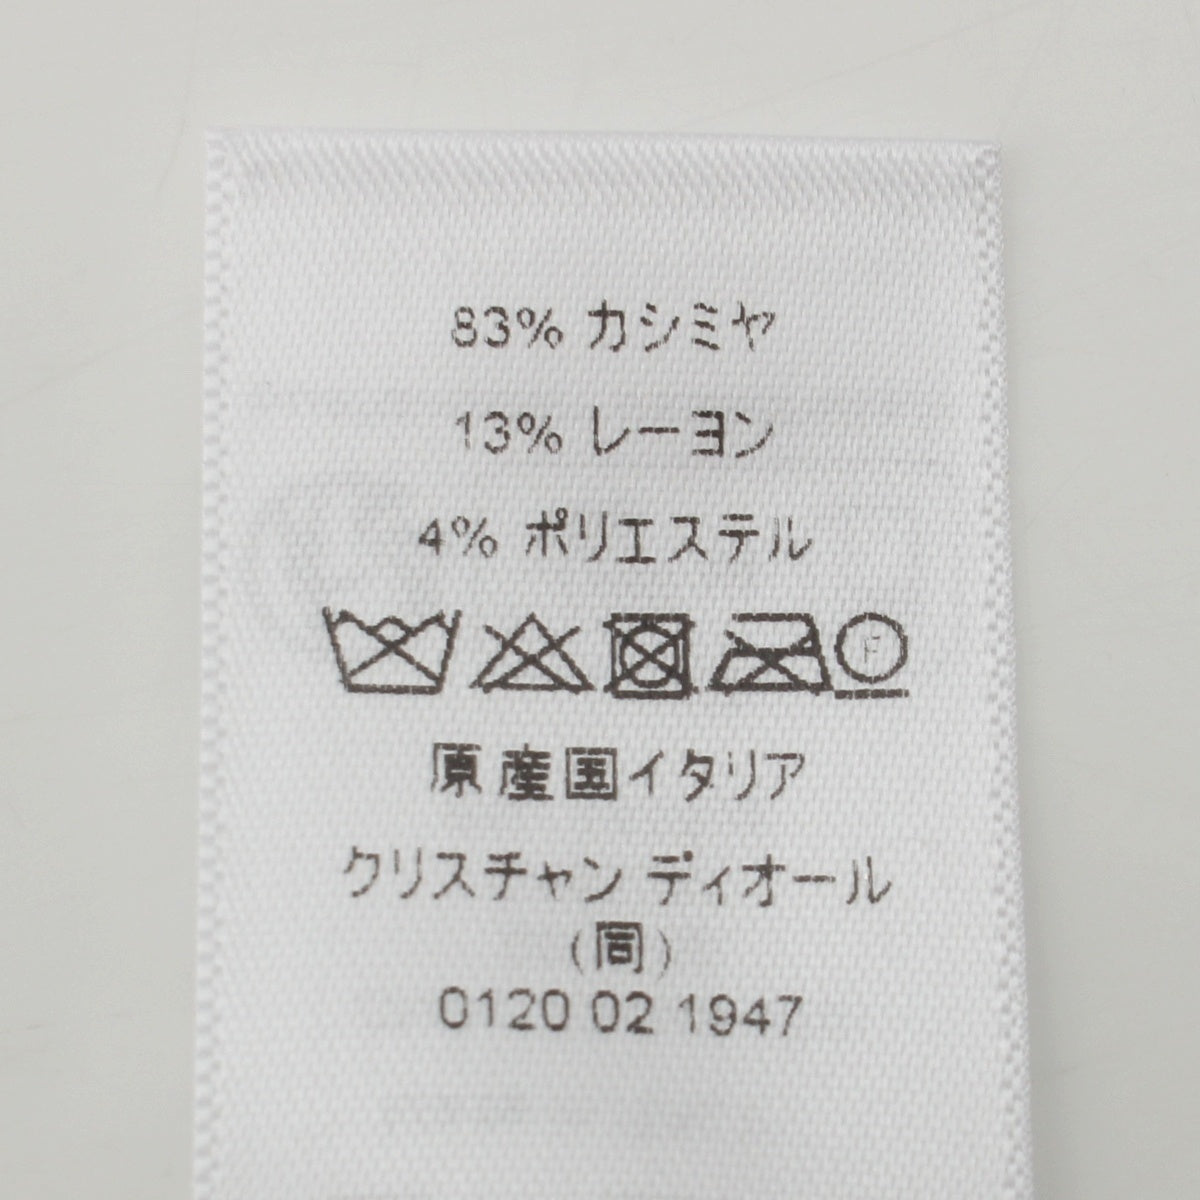 83% カシミヤ
13% レーヨン
4% ポリエステル
F
原産国イタリア
クリスチャン ディオール
(同)
0120 02 1947